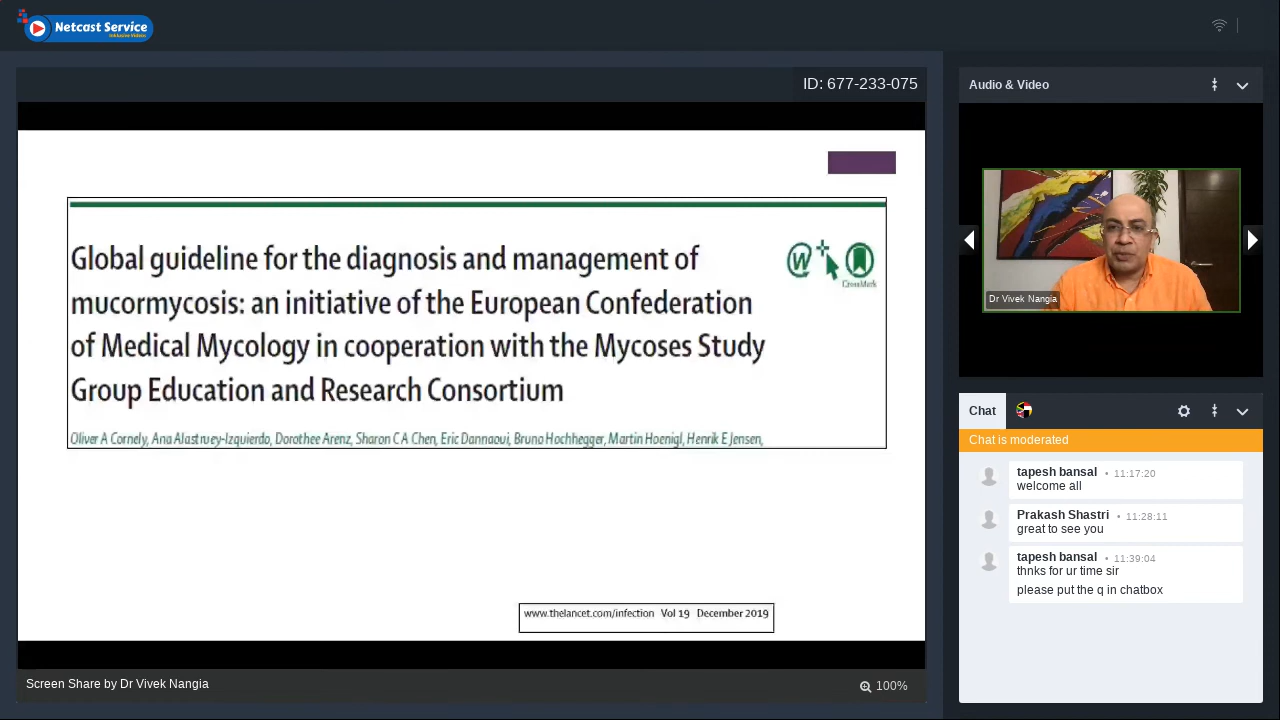 Netcast Service
Inklusive Video
ID: 677-233-075
Global guideline for the diagnosis and management of
mucormycosis: an initiative of the European Confederation
of Medical Mycology in cooperation with the Mycoses Study
Group Education and Research Consortium
CrossMark
Oliver A Cornely, Ana Alastruey-Izquierdo, Dorothee Arenz, Sharon C A Chen, Eric Dannaoui, Bruno Hochhegger, Martin Hoenigl, Henrik E Jensen,
www.thelancet.com/infection Vol 19 December 2019
Screen Share by Dr Vivek Nangia
100%
Audio & Video
Dr Vivek Nangia
Chat
Chat is moderated
tapesh bansal • 11:17:20
welcome all
Prakash Shastri • 11:28:11
great to see you
tapesh bansal • 11:39:04
thnks for ur time sir
please put the q in chatbox